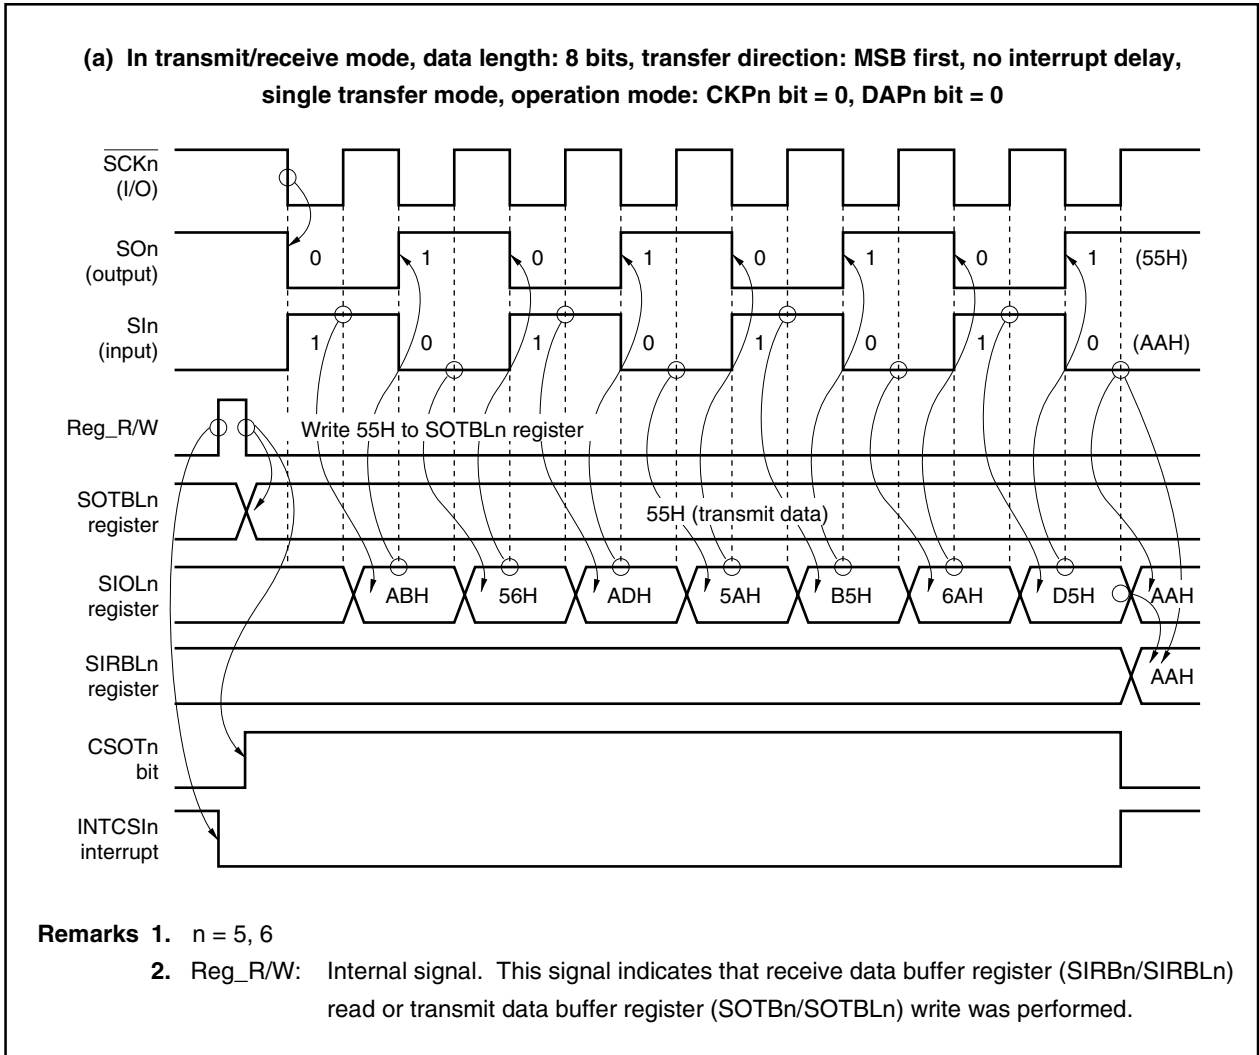 (a) In transmit/receive mode, data length: 8 bits, transfer direction: MSB first, no interrupt delay,
single transfer mode, operation mode: CKPn bit = 0, DAPn bit = 0
SCKn
(I/O)
SOn
(output)
0 1 0 1 0 1 0 1 (55H)
SIn
(input)
1 0 1 0 1 0 1 0 (AAH)
Reg_R/W
Write 55H to SOTBLn register
SOTBLn
register
55H (transmit data)
SIOLn
register
ABH 56H ADH 5AH B5H 6AH D5H AAH
SIRBLn
register
AAH
CSOTn
bit
INTCSIn
interrupt
Remarks 1. n = 5, 6
2. Reg_R/W: Internal signal. This signal indicates that receive data buffer register (SIRBn/SIRBLn)
read or transmit data buffer register (SOTBn/SOTBLn) write was performed.